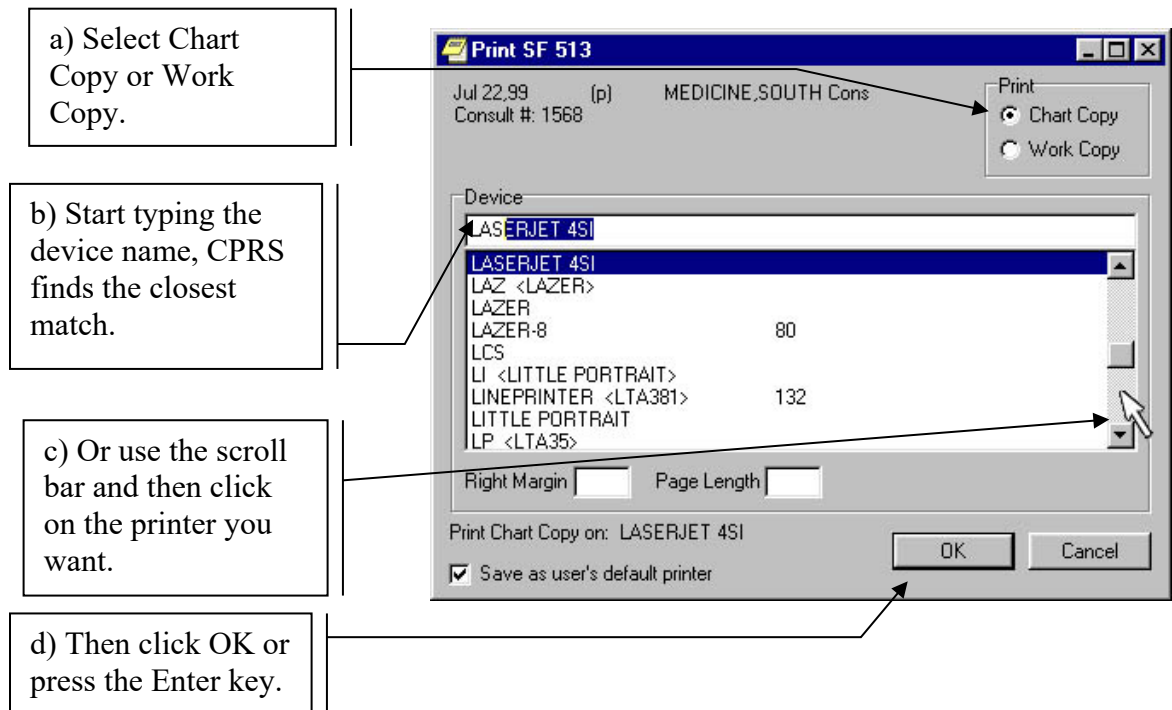 a) Select Chart
Copy or Work
Copy.
b) Start typing the
device name, CPRS
finds the closest
match.
c) Or use the scroll
bar and then click
on the printer you
want.
d) Then click OK or
press the Enter key.
Print SF 513
Jul 22,99 (p) MEDICINE,SOUTH Cons
Consult #: 1568
Print
Chart Copy
Work Copy
Device
LASERJET 4SI
LASERJET 4SI
LAZ <LAZER>
LAZER
LAZER-8 80
LCS
LI <LITTLE PORTRAIT>
LINEPRINTER <LTA381> 132
LITTLE PORTRAIT
LP <LTA35>
Right Margin Page Length
Print Chart Copy on: LASERJET 4SI
Save as user's default printer
OK Cancel